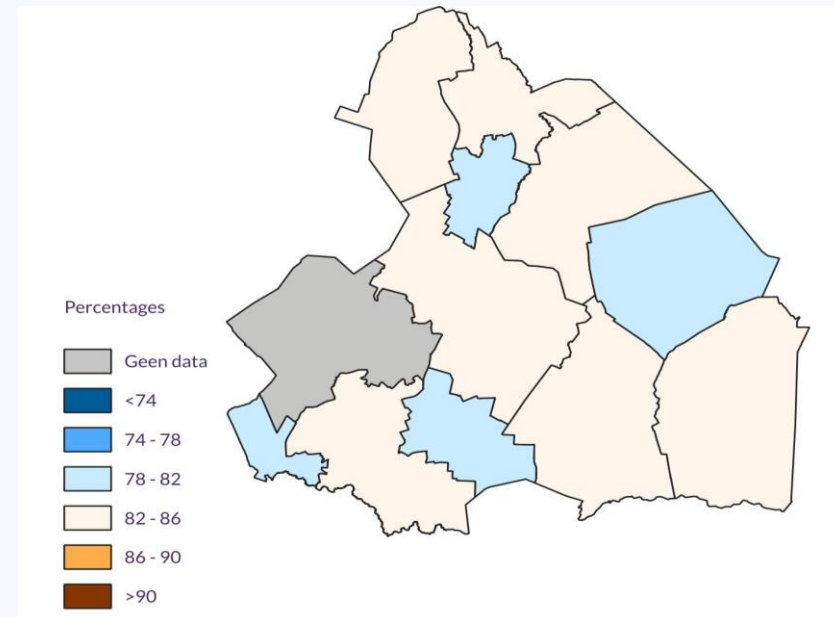 Percentages
Geen data
<74
74 - 78
78 - 82
82 - 86
86 - 90
>90